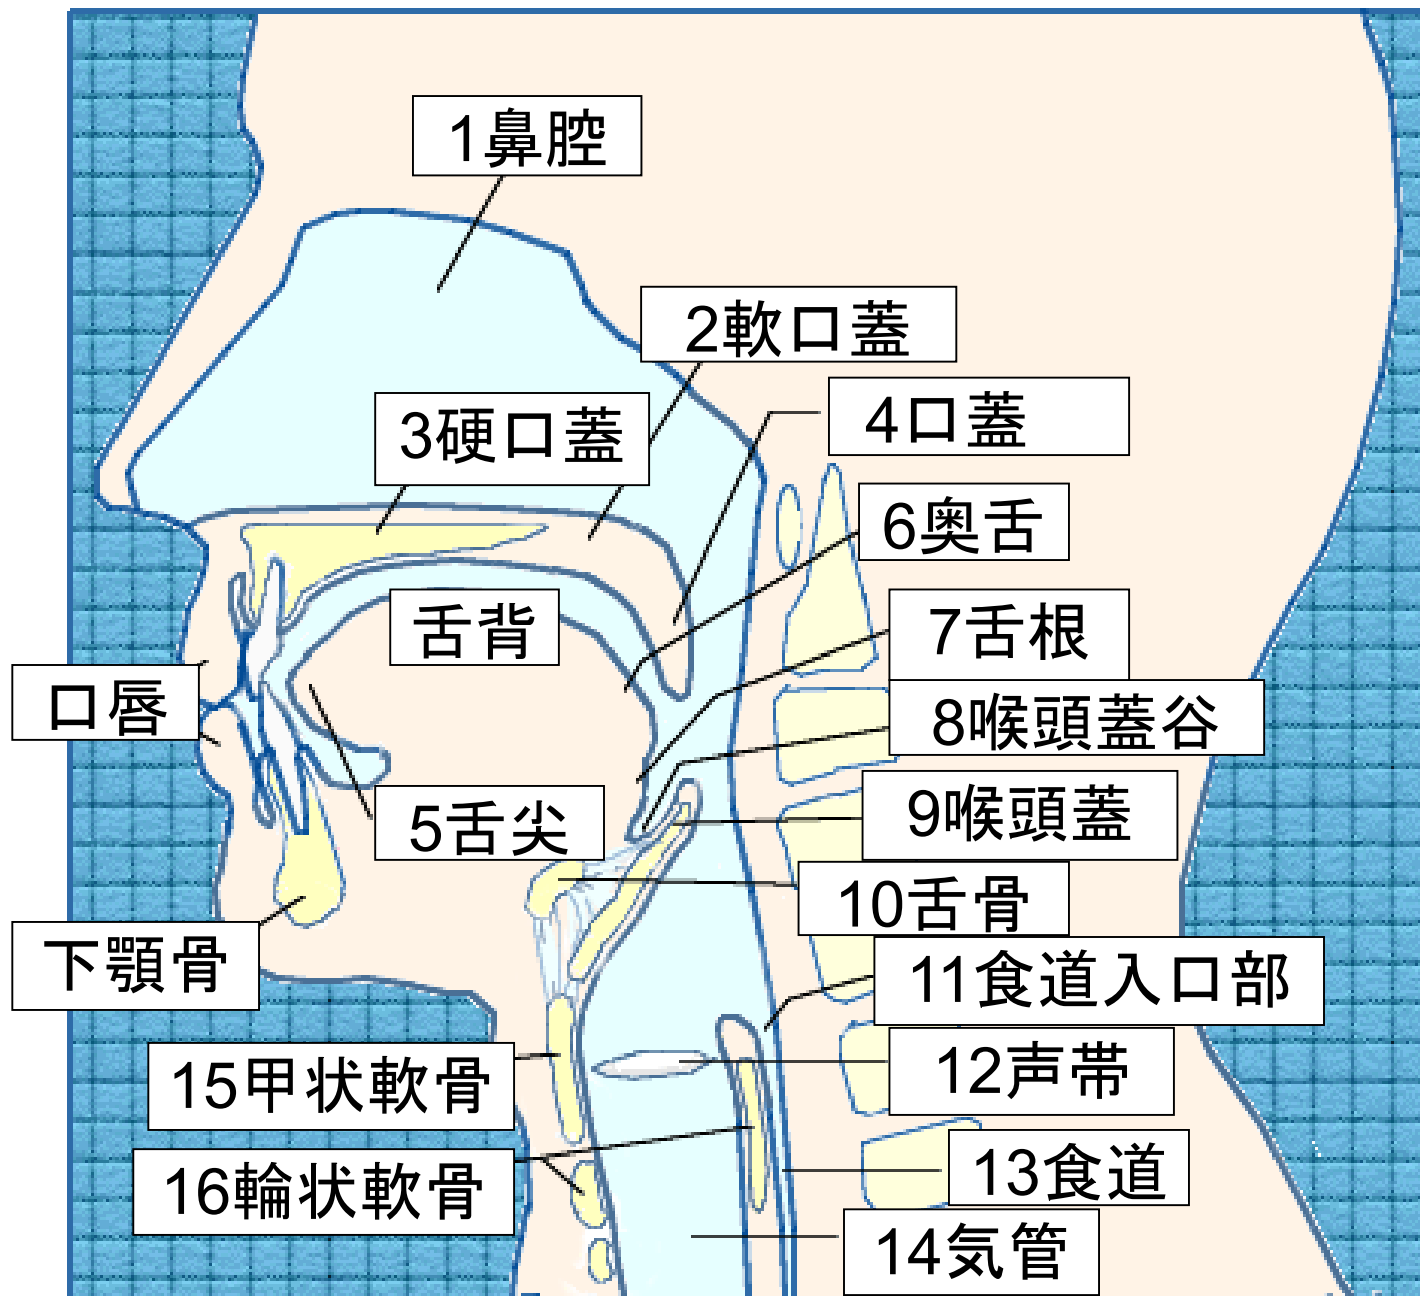 1鼻腔
2軟口蓋
3硬口蓋
4口蓋
6奥舌
舌背
7舌根
口唇
8喉頭蓋谷
9喉頭蓋
5舌尖
10舌骨
下顎骨
11食道入口部
12声帯
15甲状軟骨
13食道
16輪状軟骨
14気管